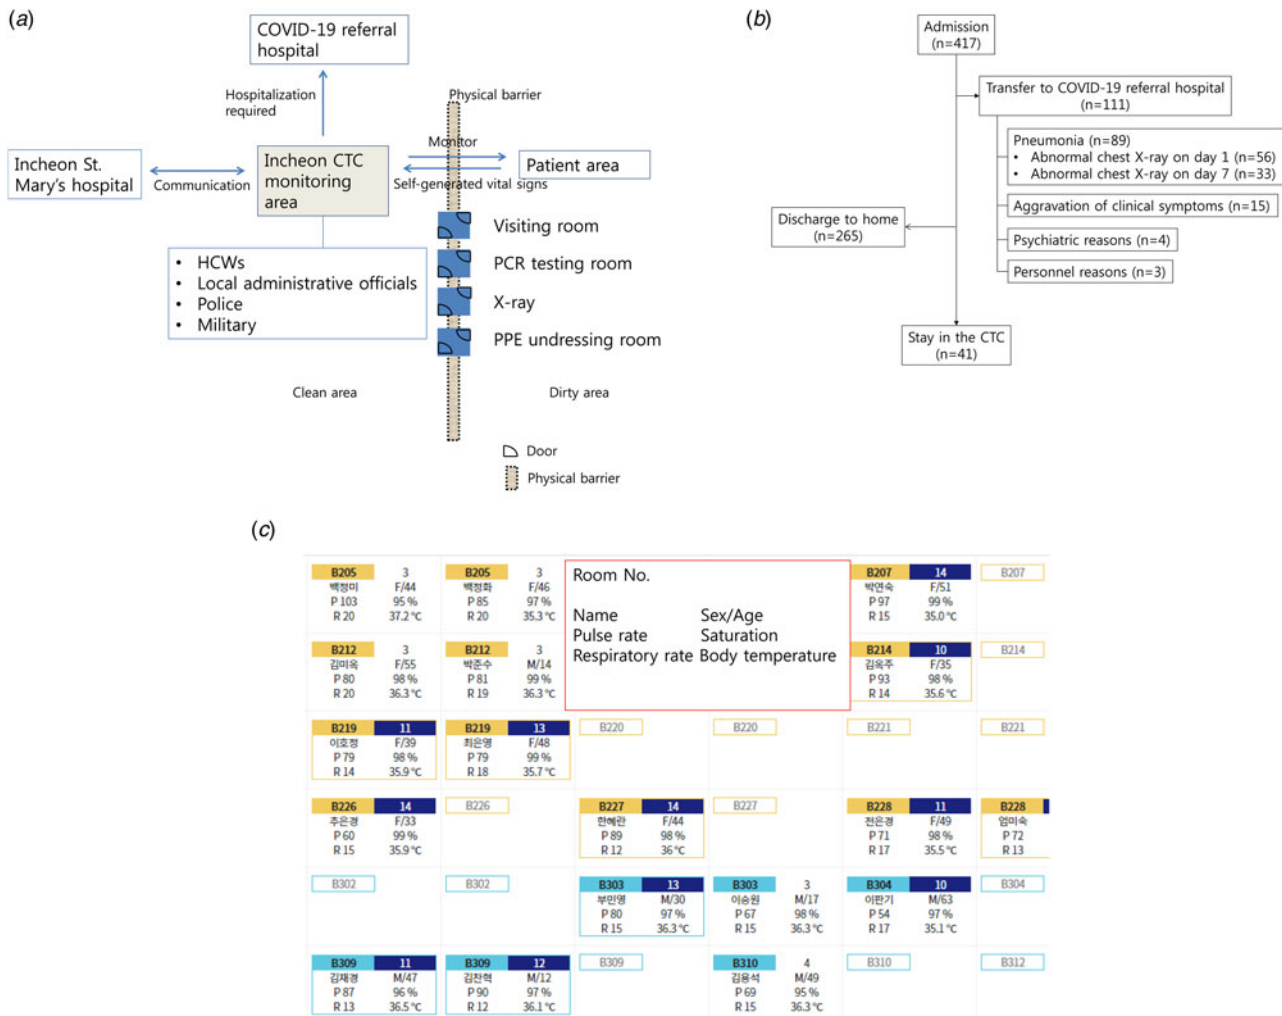 (a)
COVID-19 referral
hospital
Hospitalization
required
Physical barrier
Incheon St.
Mary's hospital
Communication
Incheon CTC
monitoring
area
Monitor
Self-generated vital signs
Patient area
• HCWs
• Local administrative officials
• Police
• Military
Visiting room
PCR testing room
X-ray
PPE undressing room
Clean area
Dirty area
Door
Physical barrier
(b)
Admission
(n=417)
Transfer to COVID-19 referral hospital
(n=111)
Pneumonia (n=89)
• Abnormal chest X-ray on day 1 (n=56)
• Abnormal chest X-ray on day 7 (n=33)
Aggravation of clinical symptoms (n=15)
Psychiatric reasons (n=4)
Personnel reasons (n=3)
Discharge to home
(n=265)
Stay in the CTC
(n=41)
(c)
B205 3
백정미 F/44
P 103 95 %
R 20 37.2 ℃
B205 3
백정화 F/46
P 85 97 %
R 20 35.3 ℃
Room No.
Name Sex/Age
Pulse rate Saturation
Respiratory rate Body temperature
B207 14
박연숙 F/51
P 97 99 %
R 15 35.0 ℃
B207
B212 3
김미옥 F/55
P 80 98 %
R 20 36.3 ℃
B212 3
박준수 M/14
P 81 99 %
R 19 36.3 ℃
B214 10
김옥주 F/35
P 93 98 %
R 14 35.6 ℃
B214
B219 11
이호정 F/39
P 79 98 %
R 14 35.9 ℃
B219 13
최은영 F/48
P 79 99 %
R 18 35.7 ℃
B220
B220
B221
B221
B226 14
주은경 F/33
P 60 99 %
R 15 35.9 ℃
B226
B227 14
한혜란 F/44
P 89 98 %
R 12 36 ℃
B227
B228 11
전은경 F/49
P 71 98 %
R 17 35.5 ℃
B228
엄미숙
P 72
R 13
B302
B302
B303 13
부민영 M/30
P 80 97 %
R 15 36.3 ℃
B303 3
이승원 M/17
P 67 98 %
R 15 36.3 ℃
B304 10
이판기 M/63
P 54 97 %
R 17 35.1 ℃
B304
B309 11
김재경 M/47
P 87 96 %
R 13 36.5 ℃
B309 12
김찬혁 M/12
P 90 97 %
R 12 36.1 ℃
B309
B310 4
김용석 M/49
P 69 95 %
R 15 36.3 ℃
B310
B312